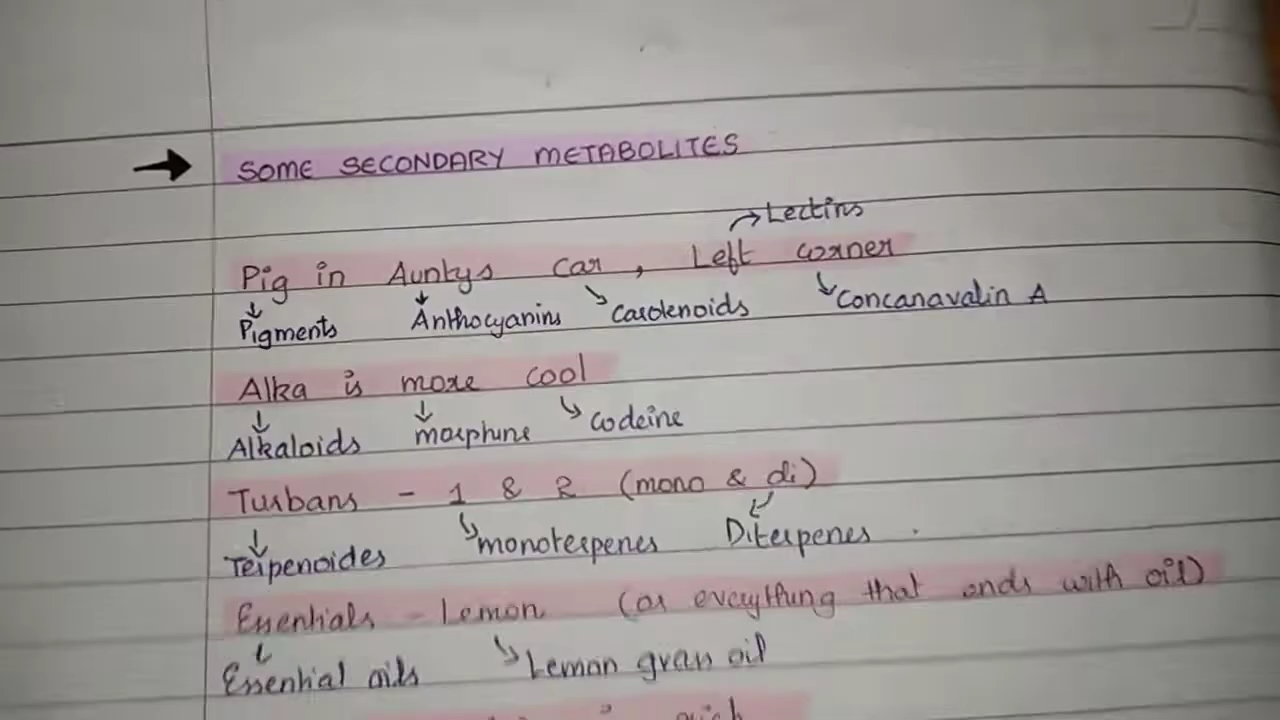 SOME SECONDARY METABOLITES
Lectins
Pig in Auntys car, Left corner
Pigments Anthocyanins Carotenoids Concanavalin A
Alka is more cool
Alkaloids morphine codeine
Turbans - 1 & 2 (mono & di)
Terpenoides monoterpenes Diterpenes.
Essentials - Lemon (or everything that ends with oil)
Essential oils Lemon grass oil